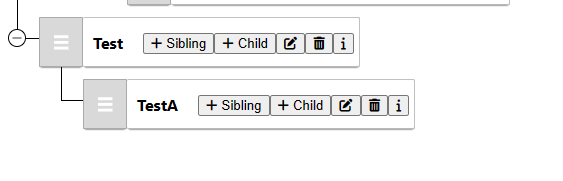 Test + Sibling + Child i
TestA + Sibling + Child i